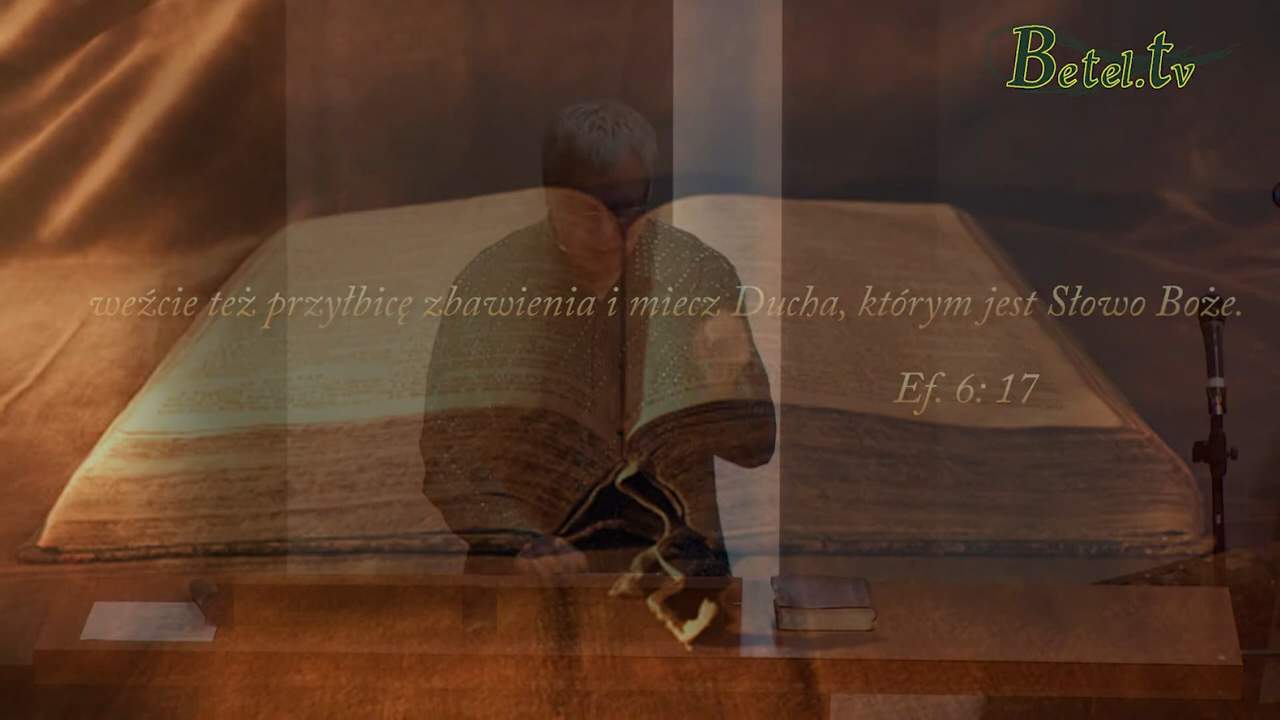 Betel.tv
weźcie też przyłbicę zbawienia i miecz Ducha, którym jest Słowo Boże.
Ef. 6: 17